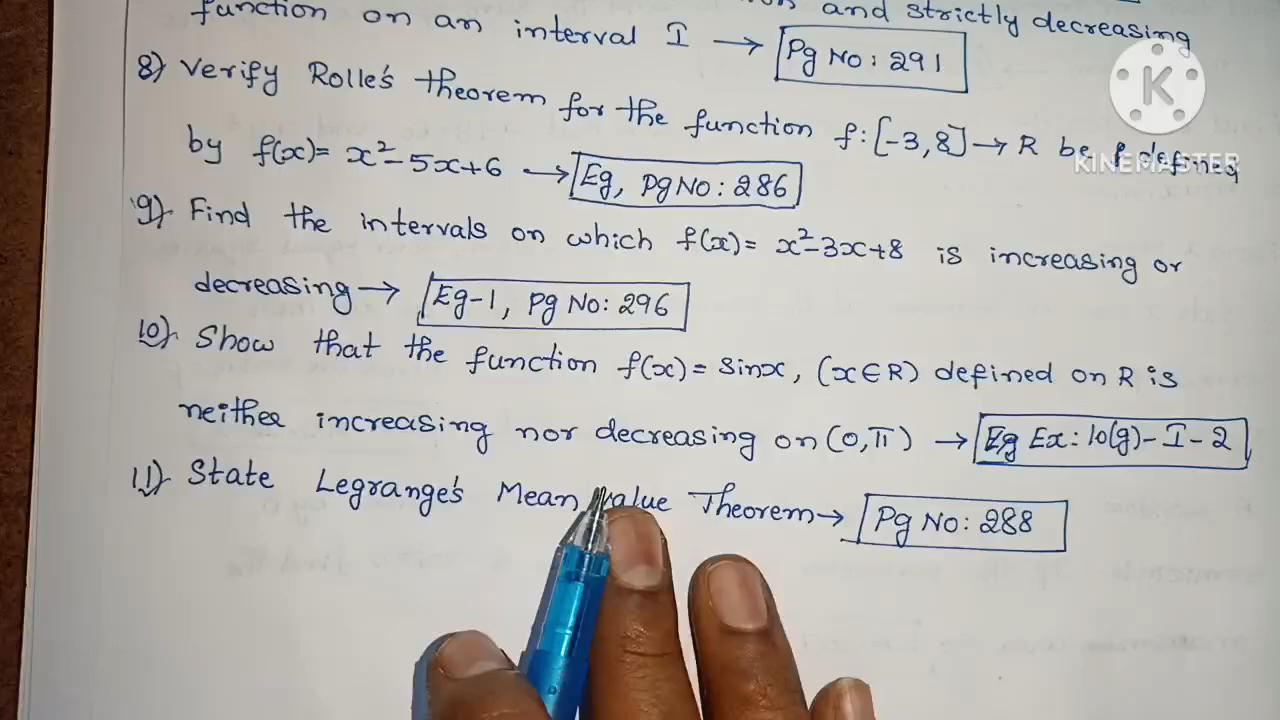 function on an interval I → Pg No: 291
and strictly decreasing
8) Verify Rolle's theorem for the function f:[-3,8]→R be f defined
by f(x)= x²-5x+6 → Eg, Pg No: 286
9) Find the intervals on which f(x)= x²-3x+8 is increasing or
decreasing → Eg-1, Pg No: 296
10) Show that the function f(x)= Sinx, (x∈R) defined on R is
neither increasing nor decreasing on (0,π) → Eg Ex: 10(g)-I-2
11) State Legrange's Mean Value Theorem → Pg No: 288
K
KINEMASTER